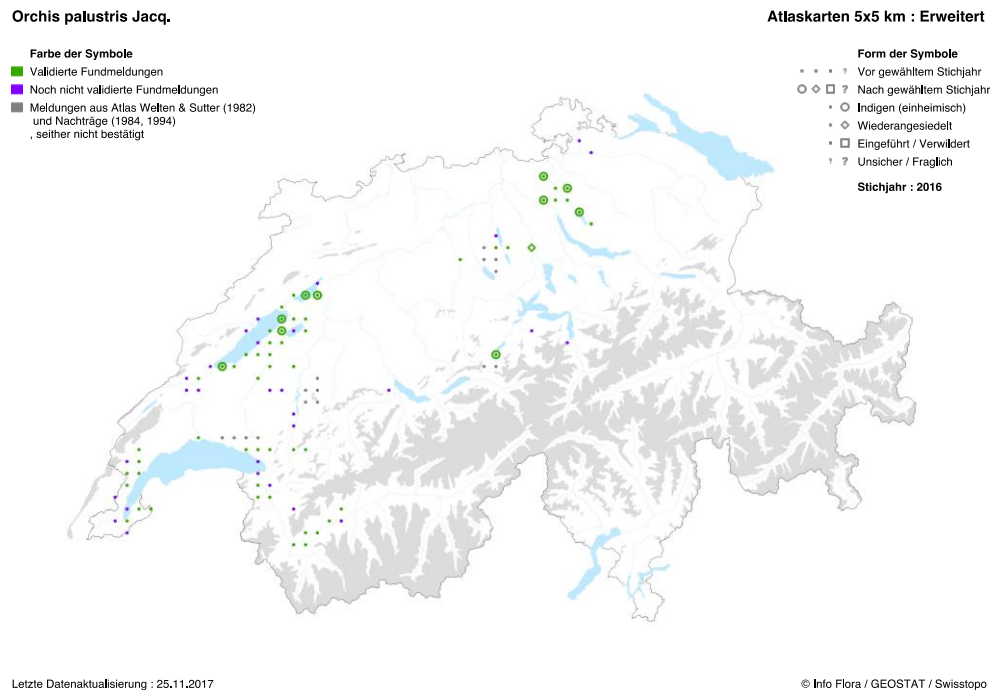 Orchis palustris Jacq.
Atlaskarten 5x5 km : Erweitert
Farbe der Symbole
Validierte Fundmeldungen
Noch nicht validierte Fundmeldungen
Meldungen aus Atlas Welten & Sutter (1982)
und Nachträge (1984, 1994)
, seither nicht bestätigt
Form der Symbole
? Vor gewähltem Stichjahr
? Nach gewähltem Stichjahr
Indigen (einheimisch)
Wiederangesiedelt
Eingeführt / Verwildert
? ? Unsicher / Fraglich
Stichjahr : 2016
Letzte Datenaktualisierung : 25.11.2017
© Info Flora / GEOSTAT / Swisstopo